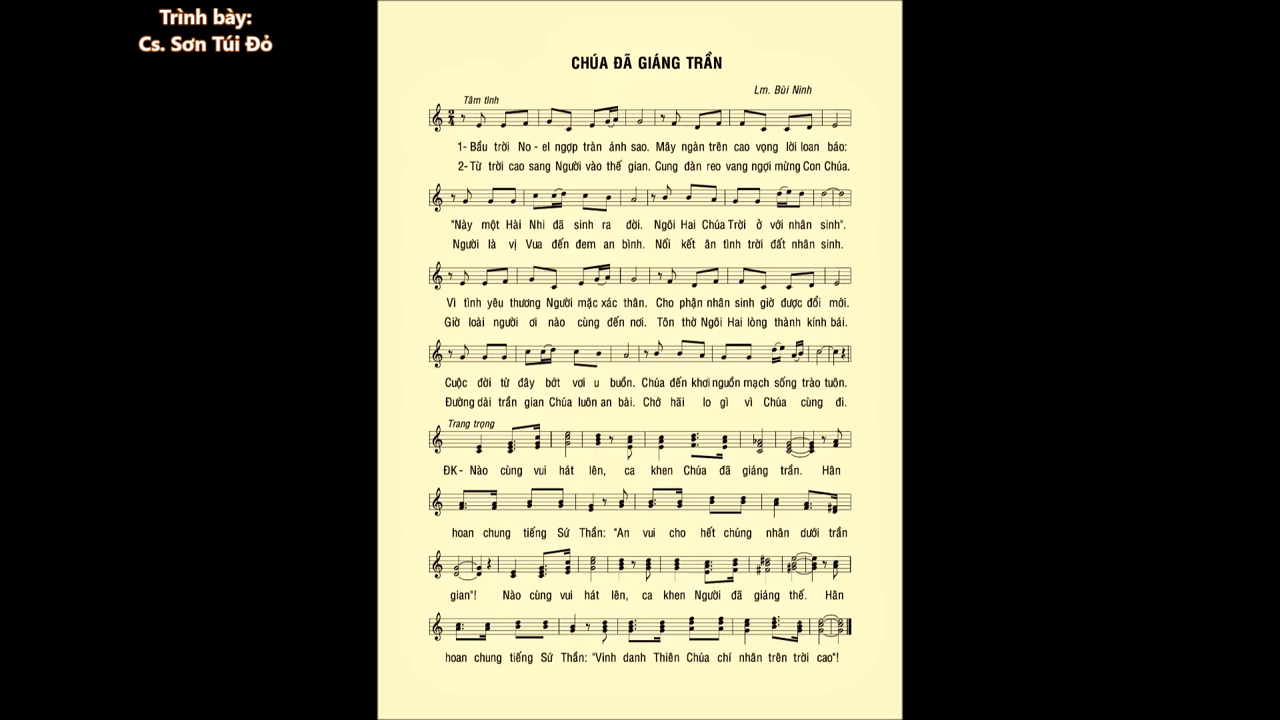 Trình bày:
Cs. Sơn Túi Đỏ
CHÚA ĐÃ GIÁNG TRẦN
Lm. Bùi Ninh
Tâm tình
2
4
1- Bầu trời No - el ngợp tràn ánh sao. Mây ngàn trên cao vọng lời loan báo:
2- Từ trời cao sang Người vào thế gian. Cung đàn reo vang ngợi mừng Con Chúa.
"Này một Hài Nhi đã sinh ra đời. Ngôi Hai Chúa Trời ở với nhân sinh".
Người là vị Vua đến đem an bình. Nối kết ân tình trời đất nhân sinh.
Vì tình yêu thương Người mặc xác thân. Cho phận nhân sinh giờ được đổi mới.
Giờ loài người ơi nào cùng đến nơi. Tôn thờ Ngôi Hai lòng thành kính bái.
Cuộc đời từ đây bớt vơi u buồn. Chúa đến khơi nguồn mạch sống trào tuôn.
Đường dài trần gian Chúa luôn an bài. Chớ hãi lo gì vì Chúa cùng đi.
Trang trọng
ĐK- Nào cùng vui hát lên, ca khen Chúa đã giáng trần. Hân
hoan chung tiếng Sứ Thần: "An vui cho hết chúng nhân dưới trần
gian"! Nào cùng vui hát lên, ca khen Người đã giáng thế. Hân
hoan chung tiếng Sứ Thần: "Vinh danh Thiên Chúa chí nhân trên trời cao"!